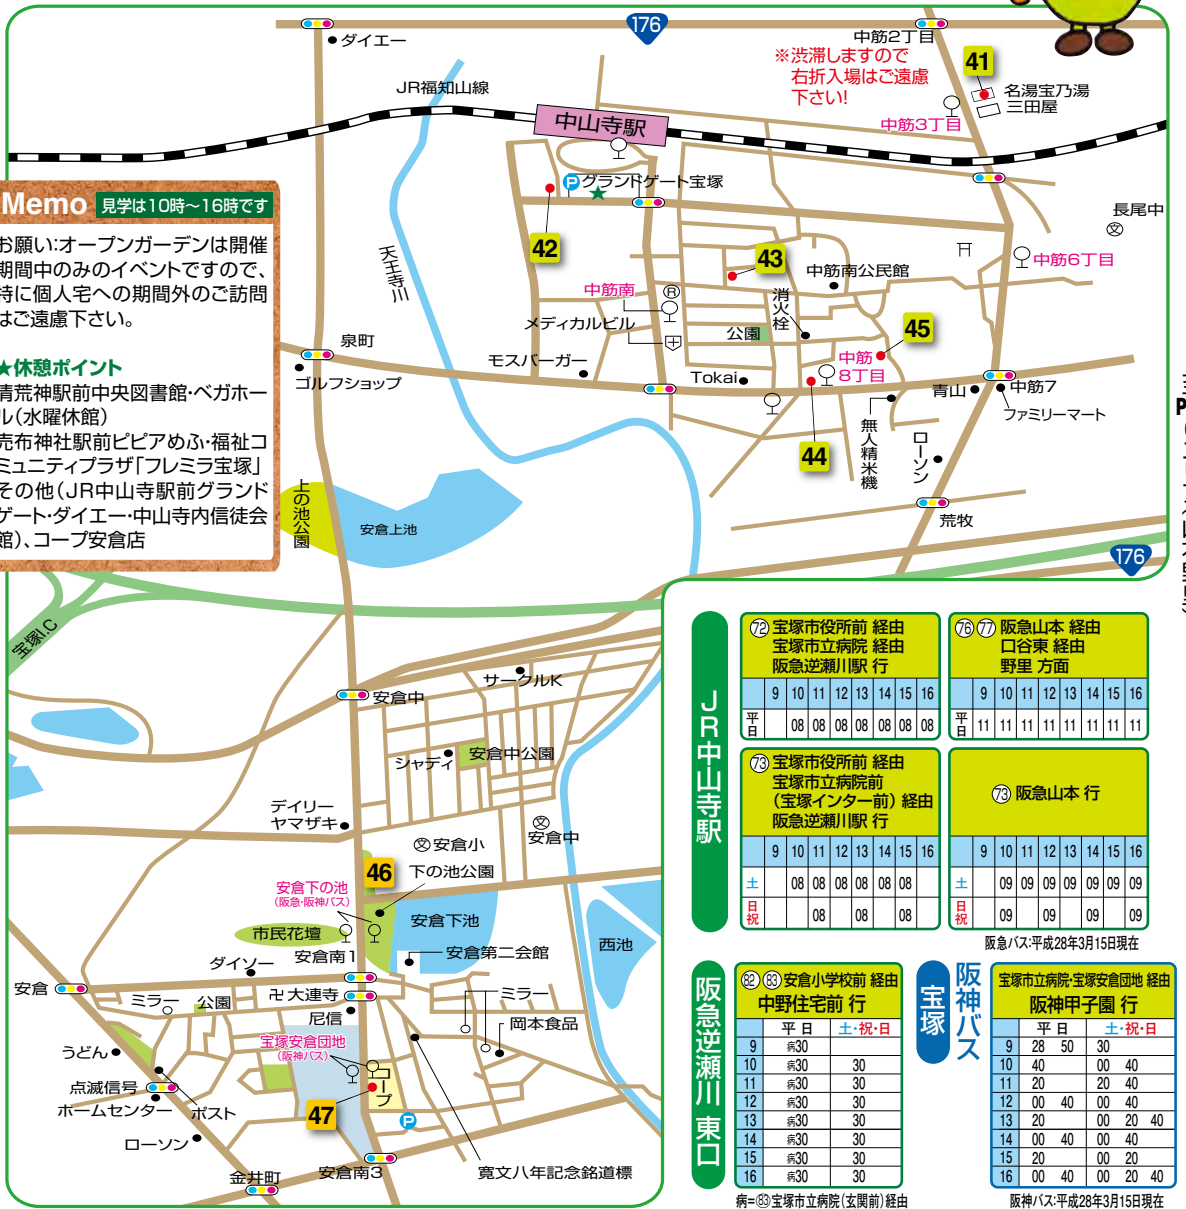 176
中筋2丁目
ダイエー
※渋滞しますので
右折入場はご遠慮
下さい!
41
名湯宝乃湯
三田屋
JR福知山線
中山寺駅
中筋3丁目
P
グランドゲート宝塚
長尾中
文
42
43
中筋南公民館
中筋6丁目
天王寺川
中筋南
R
消火栓
メディカルビル
公園
45
泉町
モスバーガー
中筋
8丁目
ゴルフショップ
Tokai
青山
中筋7
ファミリーマート
44
無人精米機
ローソン
荒牧
上の池公園
安倉上池
176
Memo 見学は10時〜16時です
お願い:オープンガーデンは開催
期間中のみのイベントですので、
特に個人宅への期間外のご訪問
はご遠慮下さい。
★休憩ポイント
清荒神駅前中央図書館・ベガホー
ル(水曜休館)
売布神社駅前ピピアめふ・福祉コ
ミュニティプラザ「フレミラ宝塚」
その他(JR中山寺駅前グランド
ゲート・ダイエー・中山寺内信徒会
館)、コープ安倉店
宝塚I.C
安倉中
サークルK
シャディ
安倉中公園
デイリー
ヤマザキ
文 安倉小
文
安倉中
46
下の池公園
安倉下の池
(阪急・阪神バス)
市民花壇
安倉下池
西池
安倉南1
安倉第二会館
ダイソー
安倉
ミラー
公園
卍大連寺
尼信
ミラー
岡本食品
宝塚安倉団地
(阪神バス)
うどん
コープ
点滅信号
ホームセンター
ポスト
47
P
ローソン
金井町
安倉南3
寛文八年記念銘道標
JR中山寺駅
72 宝塚市役所前 経由
宝塚市立病院 経由
阪急逆瀬川駅 行
9 10 11 12 13 14 15 16
平日 08 08 08 08 08 08 08
76 77 阪急山本 経由
口谷東 経由
野里 方面
9 10 11 12 13 14 15 16
平日 11 11 11 11 11 11 11 11
73 宝塚市役所前 経由
宝塚市立病院前
(宝塚インター前) 経由
阪急逆瀬川駅 行
9 10 11 12 13 14 15 16
土 08 08 08 08 08 08
日祝 08 08 08
73 阪急山本 行
9 10 11 12 13 14 15 16
土 09 09 09 09 09 09 09
日祝 09 09 09 09
阪急バス:平成28年3月15日現在
阪急逆瀬川 東口
82 83 安倉小学校前 経由
中野住宅前 行
平 日 土・祝・日
9 病30
10 病30 30
11 病30 30
12 病30 30
13 病30 30
14 病30 30
15 病30 30
16 病30 30
病=83宝塚市立病院(玄関前)経由
阪神バス
宝塚
宝塚市立病院・宝塚安倉団地 経由
阪神甲子園 行
平 日 土・祝・日
9 28 50 30
10 40 00 40
11 20 20 40
12 00 40 00 40
13 20 00 20 40
14 00 40 00 40
15 20 00 20
16 00 40 00 20 40
阪神バス:平成28年3月15日現在